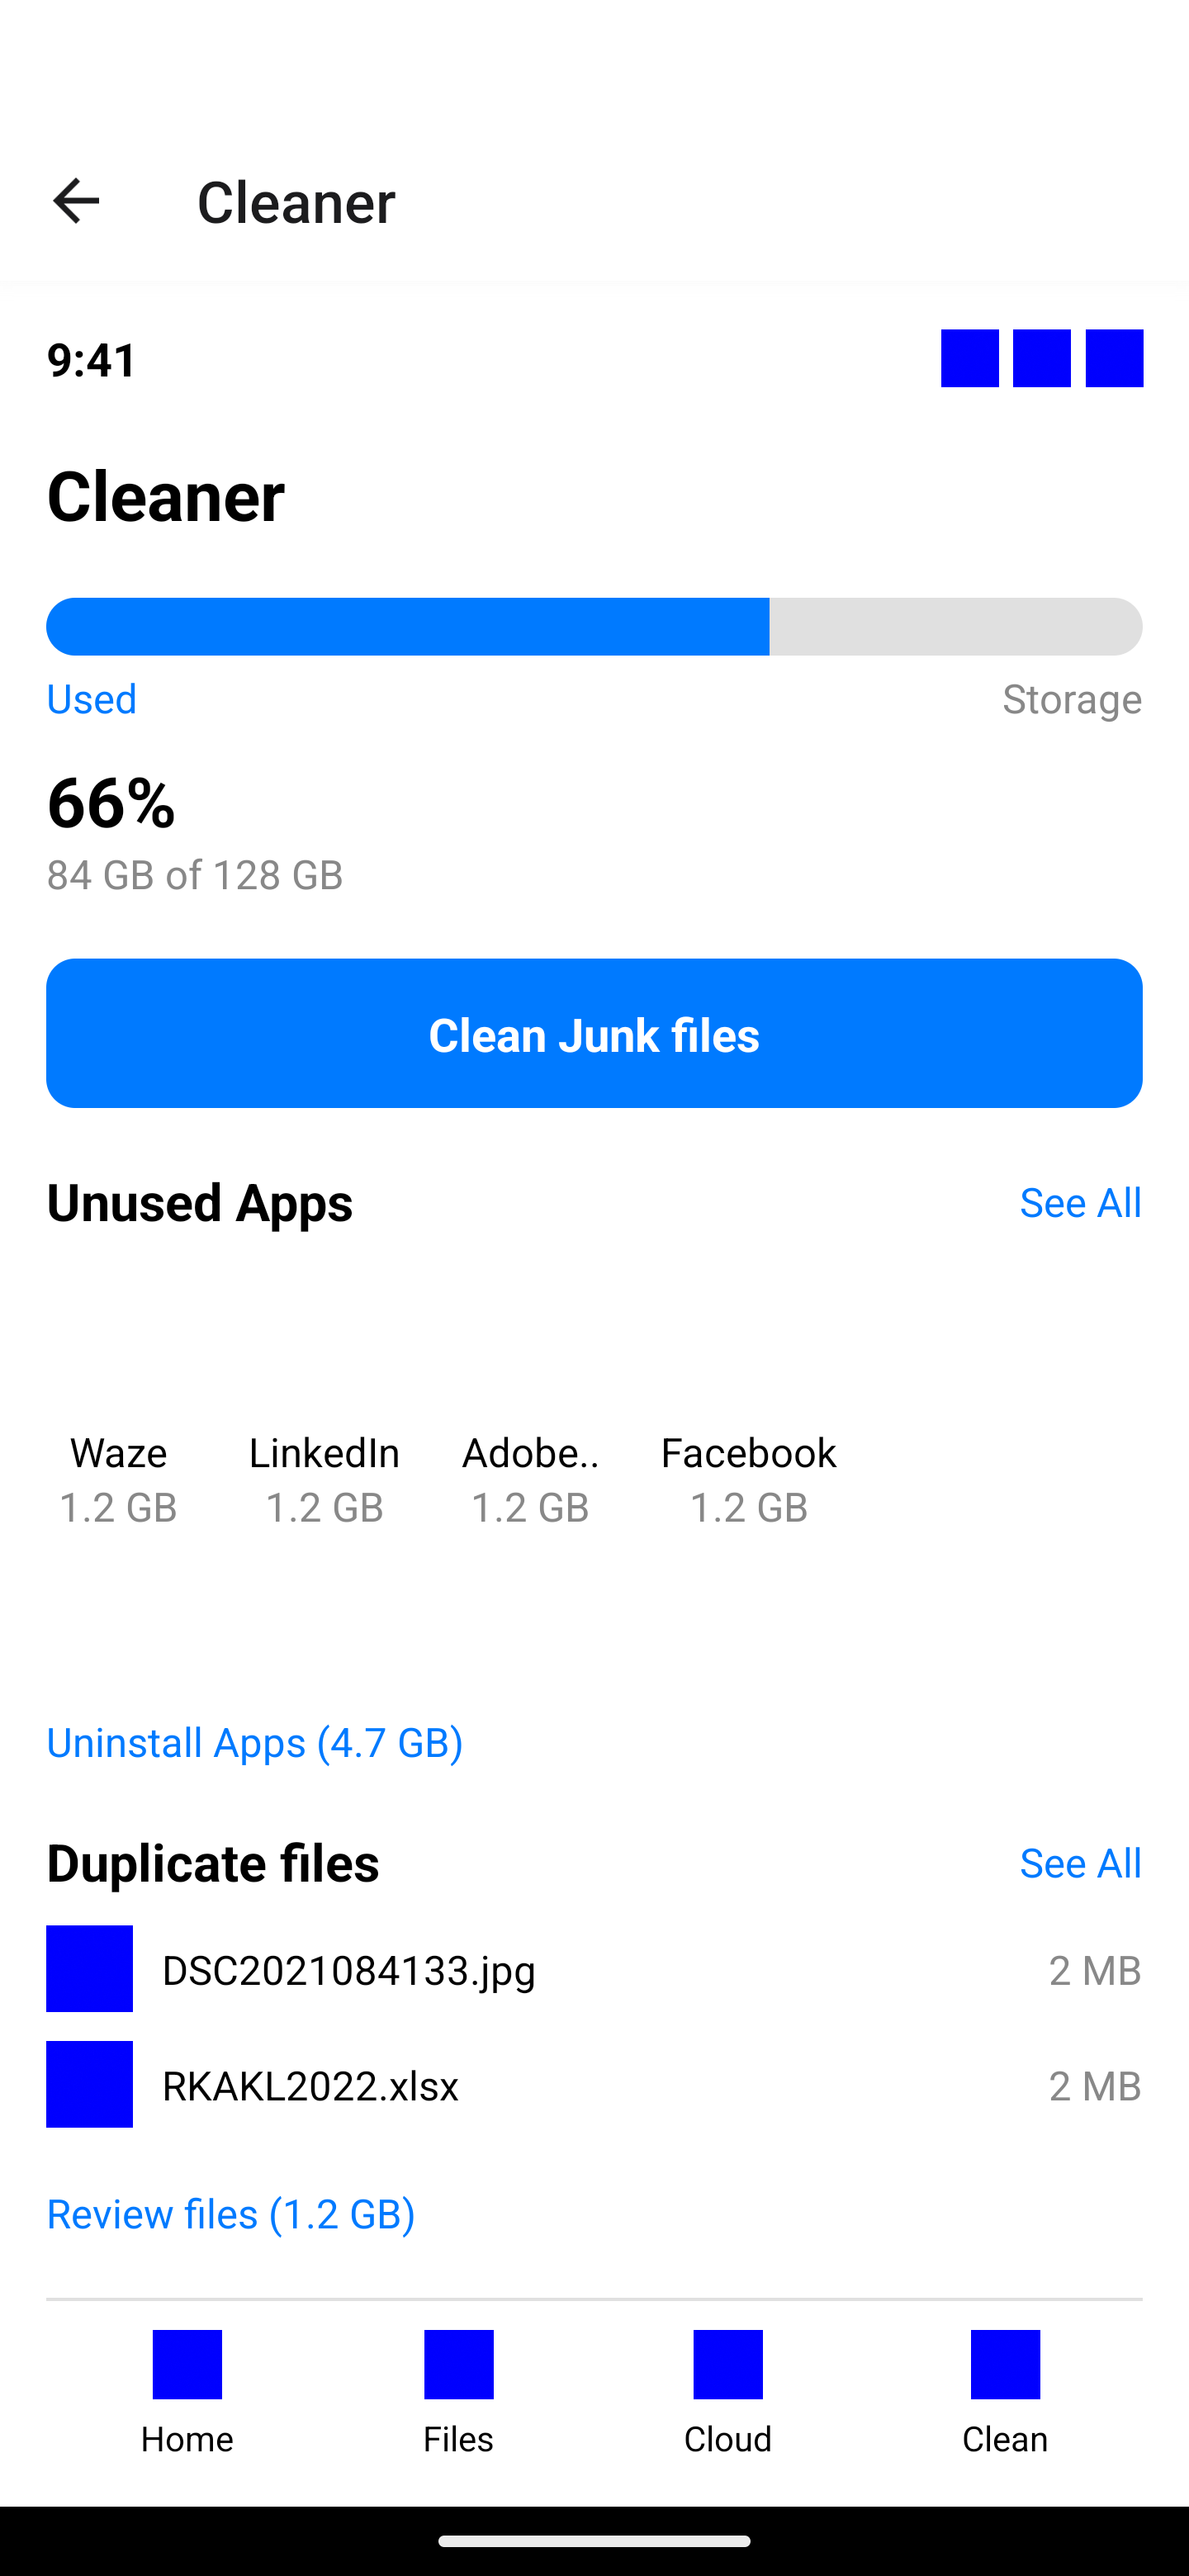 Cleaner
9:41
Cleaner
Used Storage
66%
84 GB of 128 GB
Clean Junk files
Unused Apps See All
Waze LinkedIn Adobe.. Facebook
1.2 GB 1.2 GB 1.2 GB 1.2 GB
Uninstall Apps (4.7 GB)
Duplicate files See All
DSC2021084133.jpg 2 MB
RKAKL2022.xlsx 2 MB
Review files (1.2 GB)
Home Files Cloud Clean